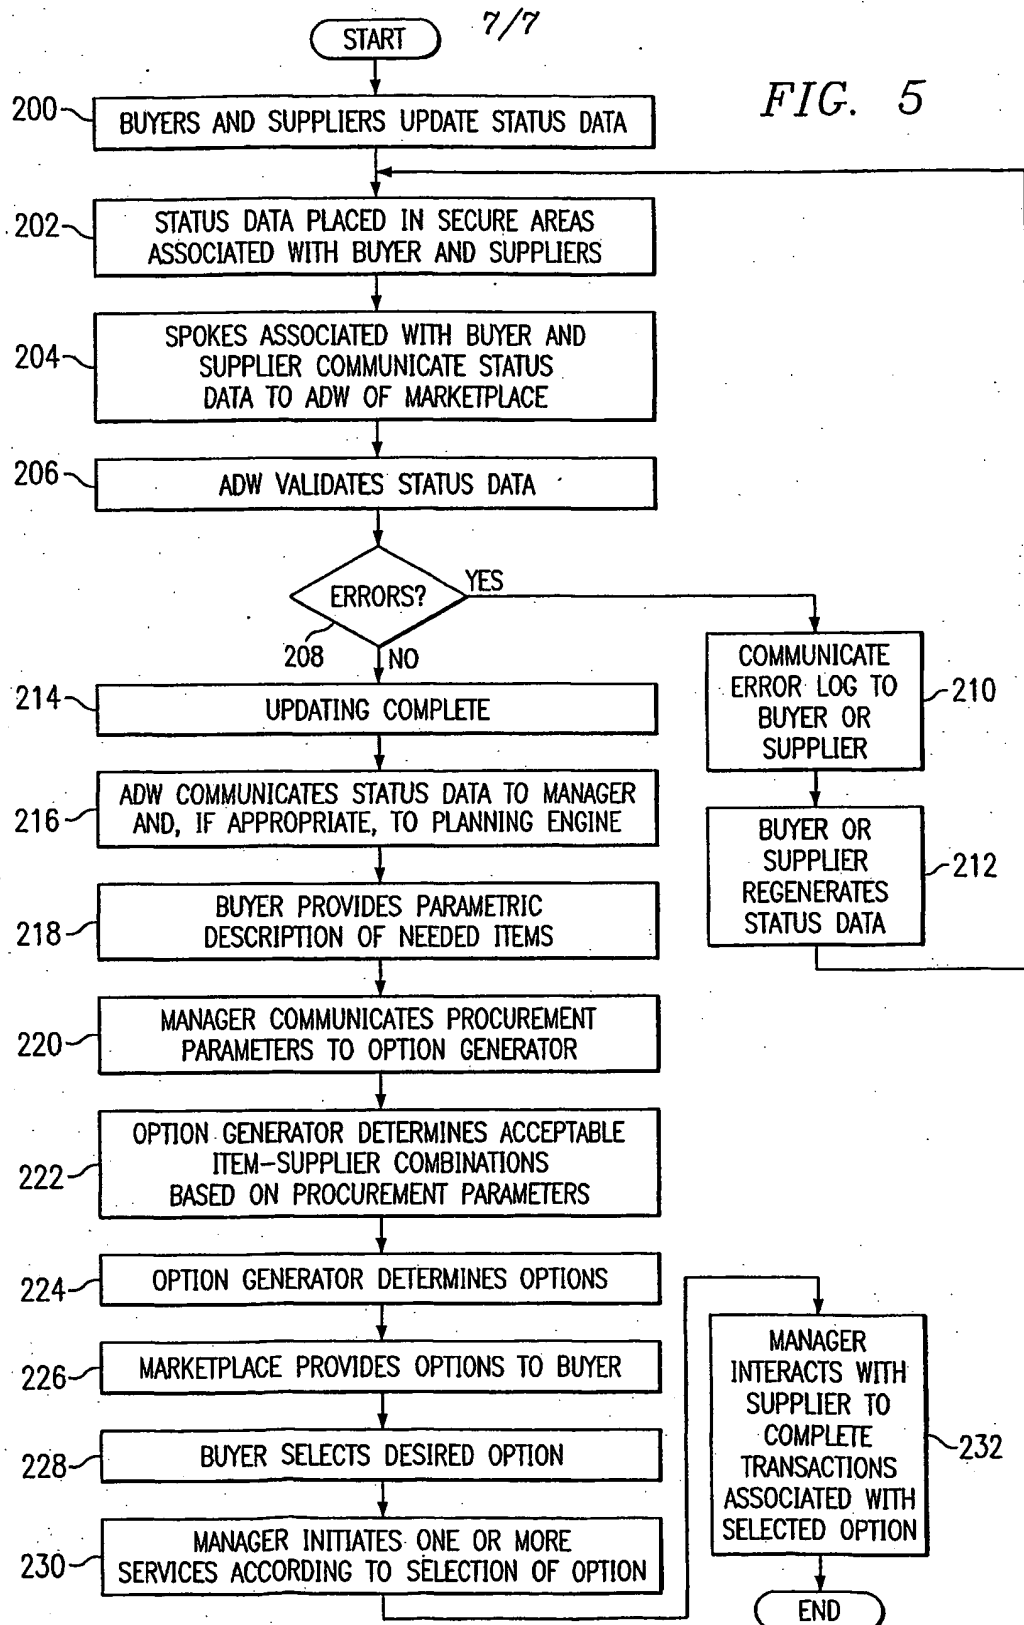 7/7
START
FIG. 5
200
BUYERS AND SUPPLIERS UPDATE STATUS DATA
202
STATUS DATA PLACED IN SECURE AREAS
ASSOCIATED WITH BUYER AND SUPPLIERS
204
SPOKES ASSOCIATED WITH BUYER AND
SUPPLIER COMMUNICATE STATUS
DATA TO ADW OF MARKETPLACE
206
ADW VALIDATES STATUS DATA
ERRORS?
YES
208
NO
COMMUNICATE
ERROR LOG TO
BUYER OR
SUPPLIER
210
BUYER OR
SUPPLIER
REGENERATES
STATUS DATA
212
214
UPDATING COMPLETE
216
ADW COMMUNICATES STATUS DATA TO MANAGER
AND, IF APPROPRIATE, TO PLANNING ENGINE
218
BUYER PROVIDES PARAMETRIC
DESCRIPTION OF NEEDED ITEMS
220
MANAGER COMMUNICATES PROCUREMENT
PARAMETERS TO OPTION GENERATOR
222
OPTION GENERATOR DETERMINES ACCEPTABLE
ITEM-SUPPLIER COMBINATIONS
BASED ON PROCUREMENT PARAMETERS
224
OPTION GENERATOR DETERMINES OPTIONS
226
MARKETPLACE PROVIDES OPTIONS TO BUYER
228
BUYER SELECTS DESIRED OPTION
230
MANAGER INITIATES ONE OR MORE
SERVICES ACCORDING TO SELECTION OF OPTION
MANAGER
INTERACTS WITH
SUPPLIER TO
COMPLETE
TRANSACTIONS
ASSOCIATED WITH
SELECTED OPTION
232
END